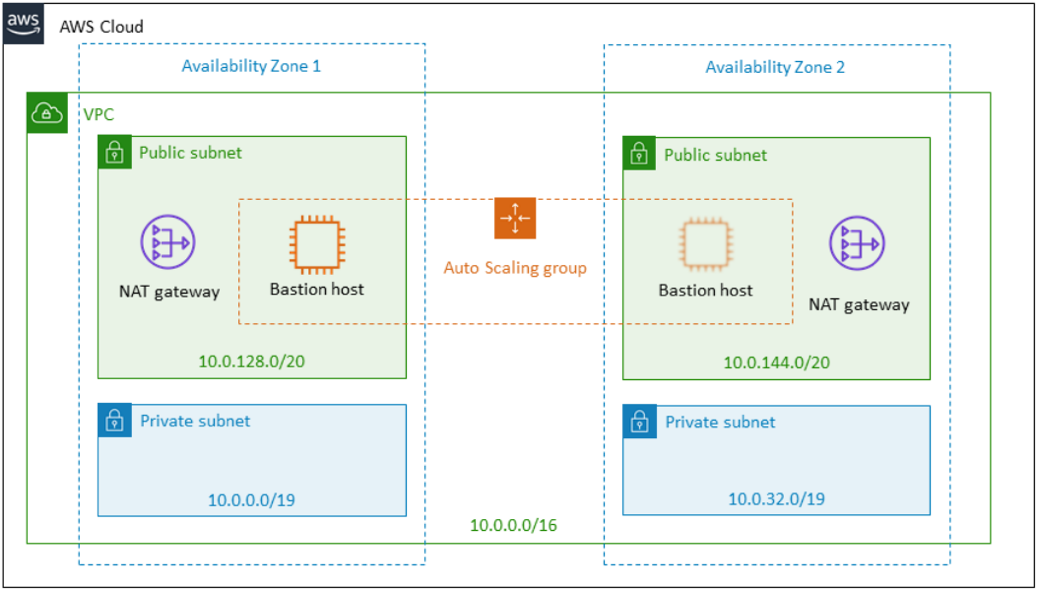 aws
AWS Cloud
Availability Zone 1
Availability Zone 2
VPC
Public subnet
Public subnet
NAT gateway
Bastion host
Auto Scaling group
Bastion host
NAT gateway
10.0.128.0/20
10.0.144.0/20
Private subnet
Private subnet
10.0.0.0/19
10.0.32.0/19
10.0.0.0/16